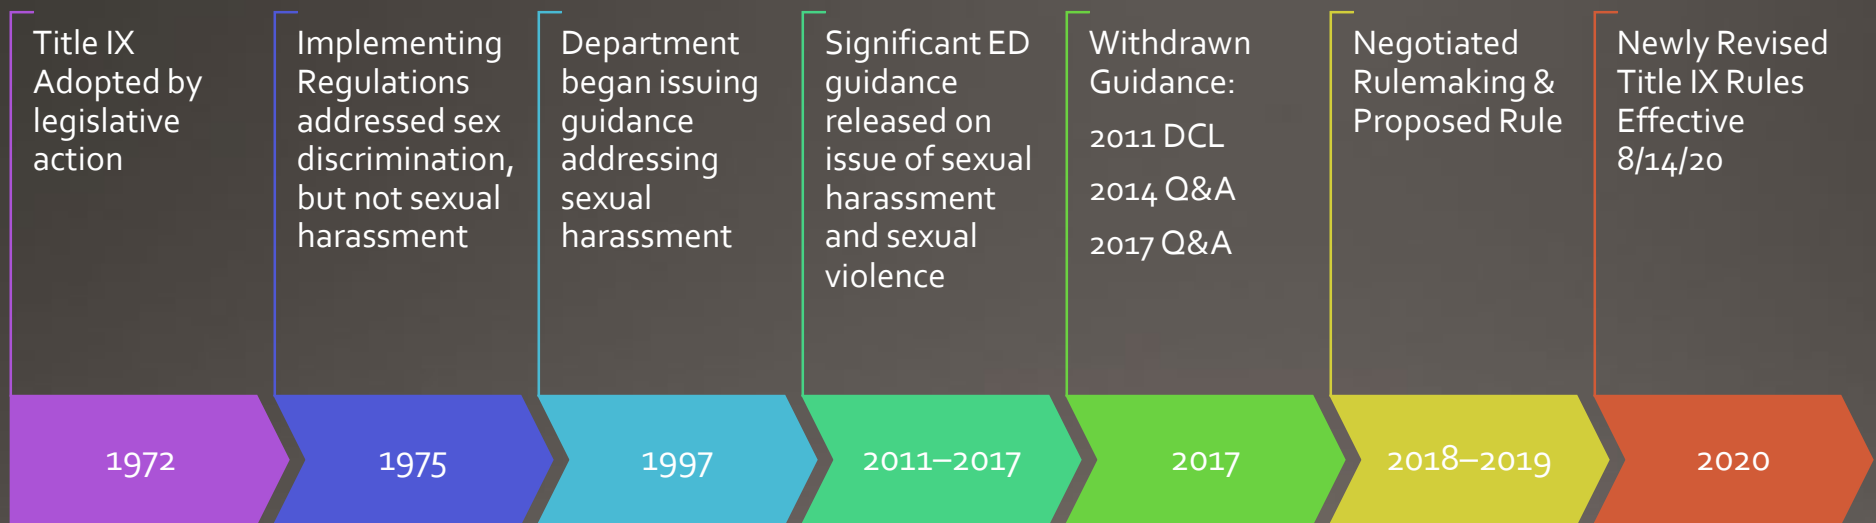 Title IX
Adopted by
legislative
action
Implementing
Regulations
addressed sex
discrimination,
but not sexual
harassment
Department
began issuing
guidance
addressing
sexual
harassment
Significant ED
guidance
released on
issue of sexual
harassment
and sexual
violence
Withdrawn
Guidance:
2011 DCL
2014 Q&A
2017 Q&A
Negotiated
Rulemaking &
Proposed Rule
Newly Revised
Title IX Rules
Effective
8/14/20
1972
1975
1997
2011–2017
2017
2018–2019
2020